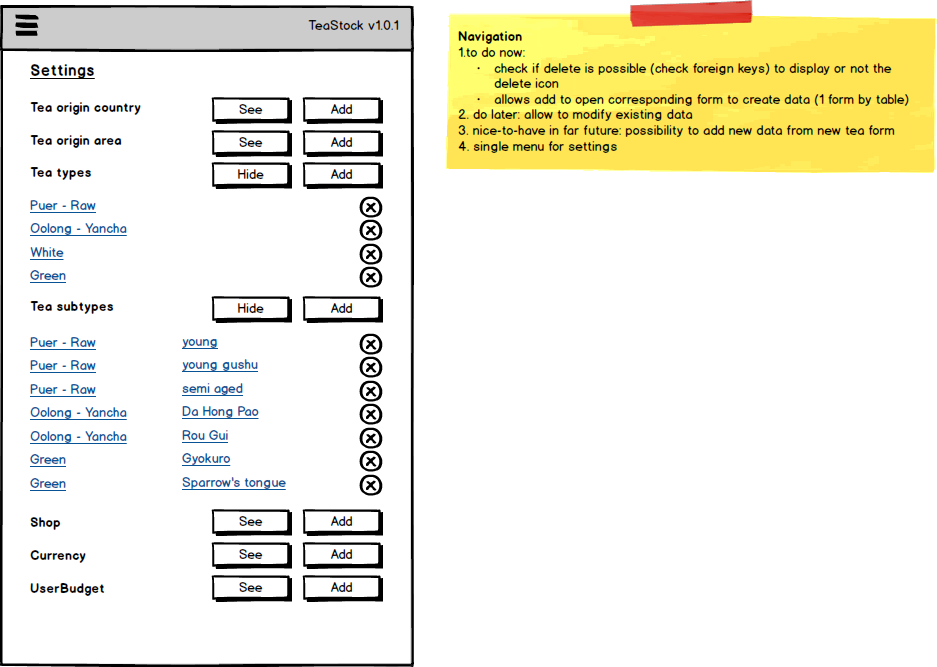 TeaStock v1.0.1
Settings
Tea origin country See Add
Tea origin area See Add
Tea types Hide Add
Puer - Raw
Oolong - Yancha
White
Green
Tea subtypes Hide Add
Puer - Raw young
Puer - Raw young gushu
Puer - Raw semi aged
Oolong - Yancha Da Hong Pao
Oolong - Yancha Rou Gui
Green Gyokuro
Green Sparrow's tongue
Shop See Add
Currency See Add
UserBudget See Add
Navigation
1.to do now:
· check if delete is possible (check foreign keys) to display or not the
delete icon
· allows add to open corresponding form to create data (1 form by table)
2. do later: allow to modify existing data
3. nice-to-have in far future: possibility to add new data from new tea form
4. single menu for settings